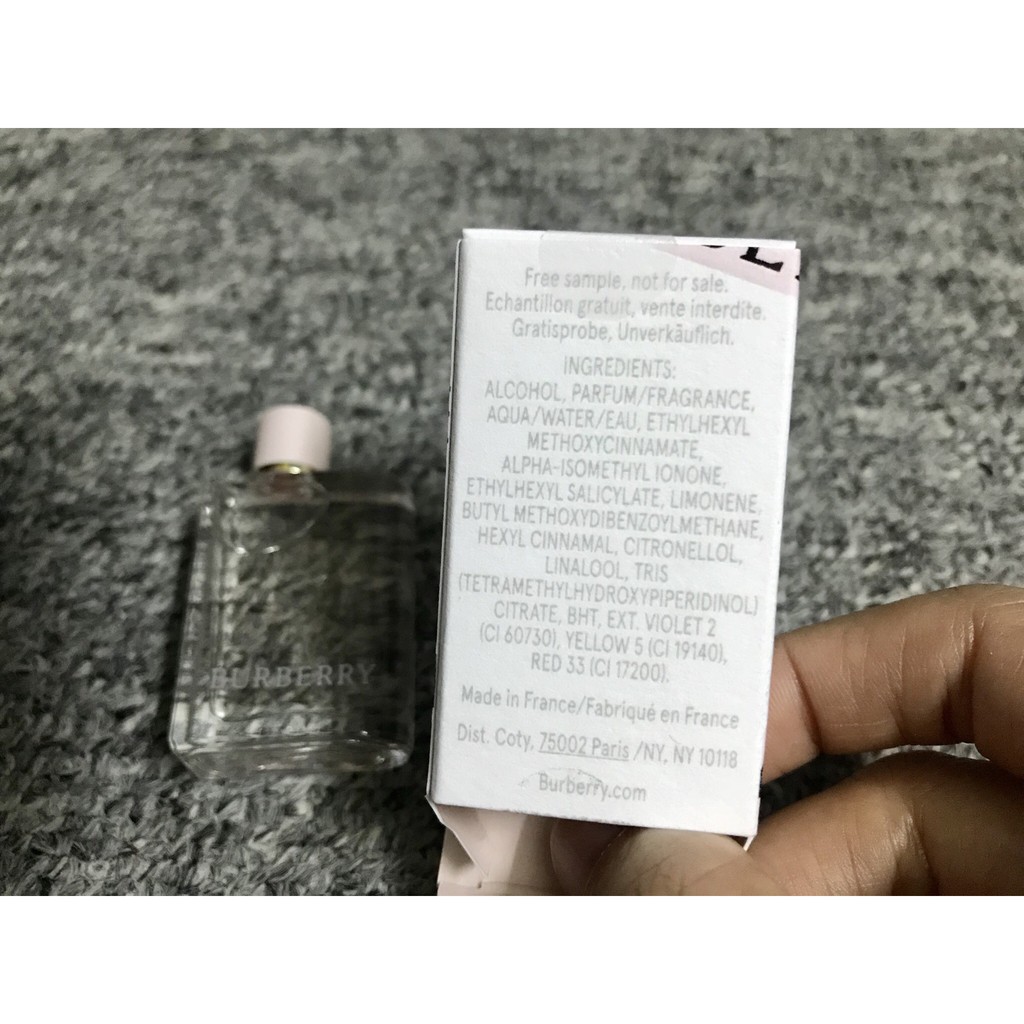 Free sample, not for sale.
Echantillon gratuit, vente interdite.
Gratisprobe, Unverkäuflich.
INGREDIENTS:
ALCOHOL, PARFUM/FRAGRANCE,
AQUA/WATER/EAU, ETHYLHEXYL
METHOXYCINNAMATE,
ALPHA-ISOMETHYL IONONE,
ETHYLHEXYL SALICYLATE, LIMONENE,
BUTYL METHOXYDIBENZOYLMETHANE,
HEXYL CINNAMAL, CITRONELLOL,
LINALOOL, TRIS
(TETRAMETHYLHYDROXYPIPERIDINOL)
CITRATE, BHT, EXT. VIOLET 2
(CI 60730), YELLOW 5 (CI 19140),
RED 33 (CI 17200).
Made in France/Fabriqué en France
Dist. Coty, 75002 Paris /NY, NY 10118
Burberry.com
BURBERRY